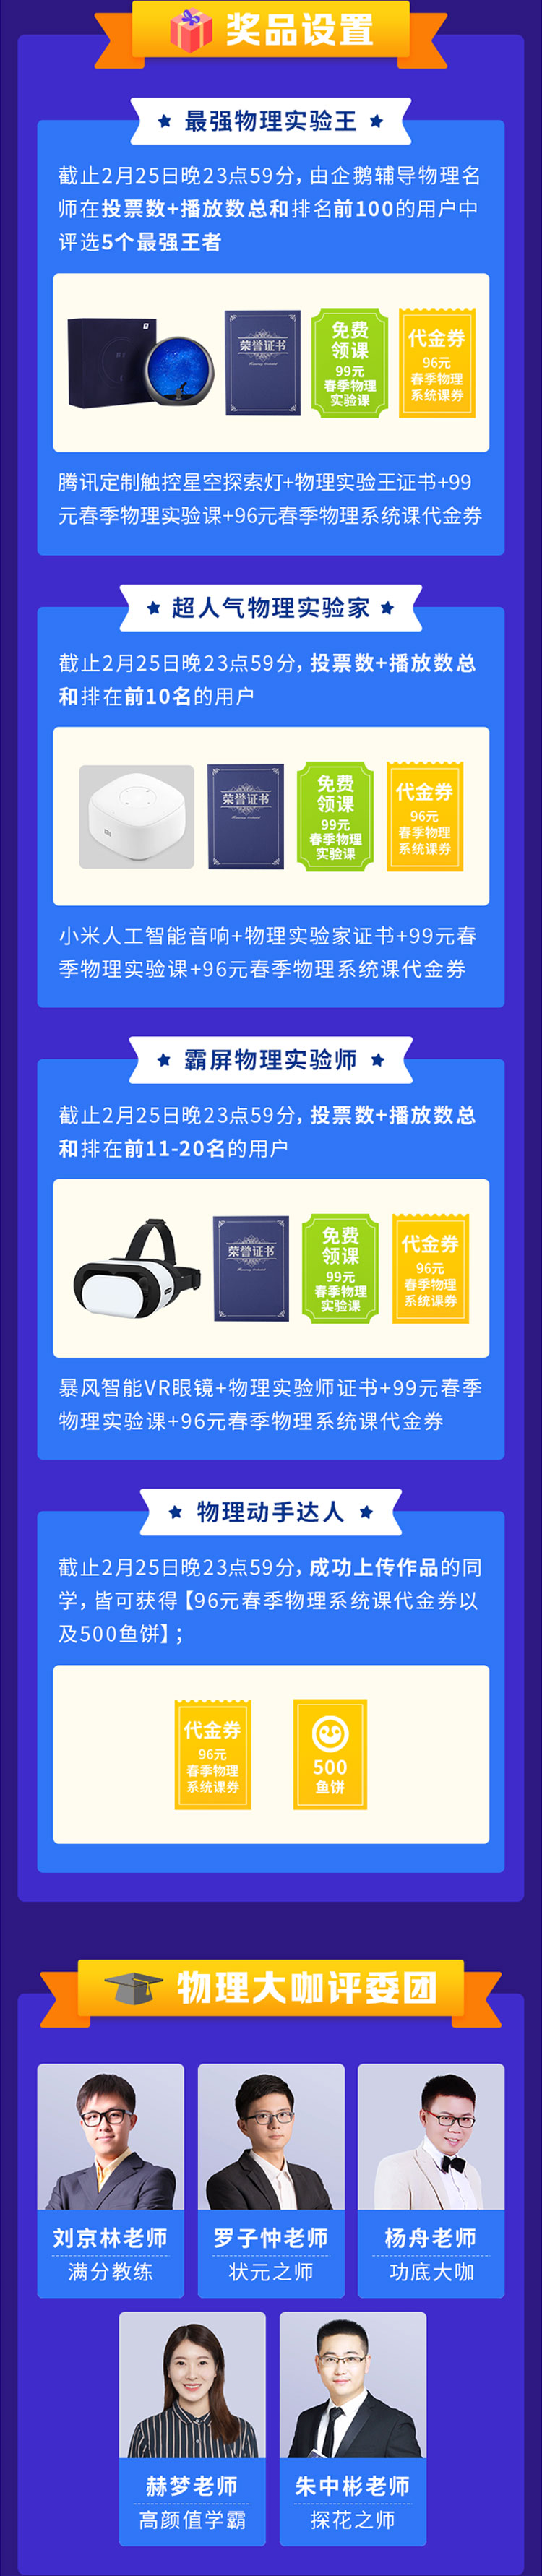 奖品设置
最强物理实验王
截止2月25日晚23点59分，由企鹅辅导物理名
师在投票数+播放数总和排名前100的用户中
评选5个最强王者
荣誉证书
免费
领课
99元
春季物理
实验课
代金券
96元
春季物理
系统课券
腾讯定制触控星空探索灯+物理实验王证书+99
元春季物理实验课+96元春季物理系统课代金券
超人气物理实验家
截止2月25日晚23点59分，投票数+播放数总
和排在前10名的用户
荣誉证书
免费
领课
99元
春季物理
实验课
代金券
96元
春季物理
系统课券
小米人工智能音响+物理实验家证书+99元春
季物理实验课+96元春季物理系统课代金券
霸屏物理实验师
截止2月25日晚23点59分，投票数+播放数总
和排在前11-20名的用户
荣誉证书
免费
领课
99元
春季物理
实验课
代金券
96元
春季物理
系统课券
暴风智能VR眼镜+物理实验师证书+99元春季
物理实验课+96元春季物理系统课代金券
物理动手达人
截止2月25日晚23点59分，成功上传作品的同
学，皆可获得【96元春季物理系统课代金券以
及500鱼饼】；
代金券
96元
春季物理
系统课券
500
鱼饼
物理大咖评委团
刘京林老师
满分教练
罗子忡老师
状元之师
杨舟老师
功底大咖
赫梦老师
高颜值学霸
朱中彬老师
探花之师